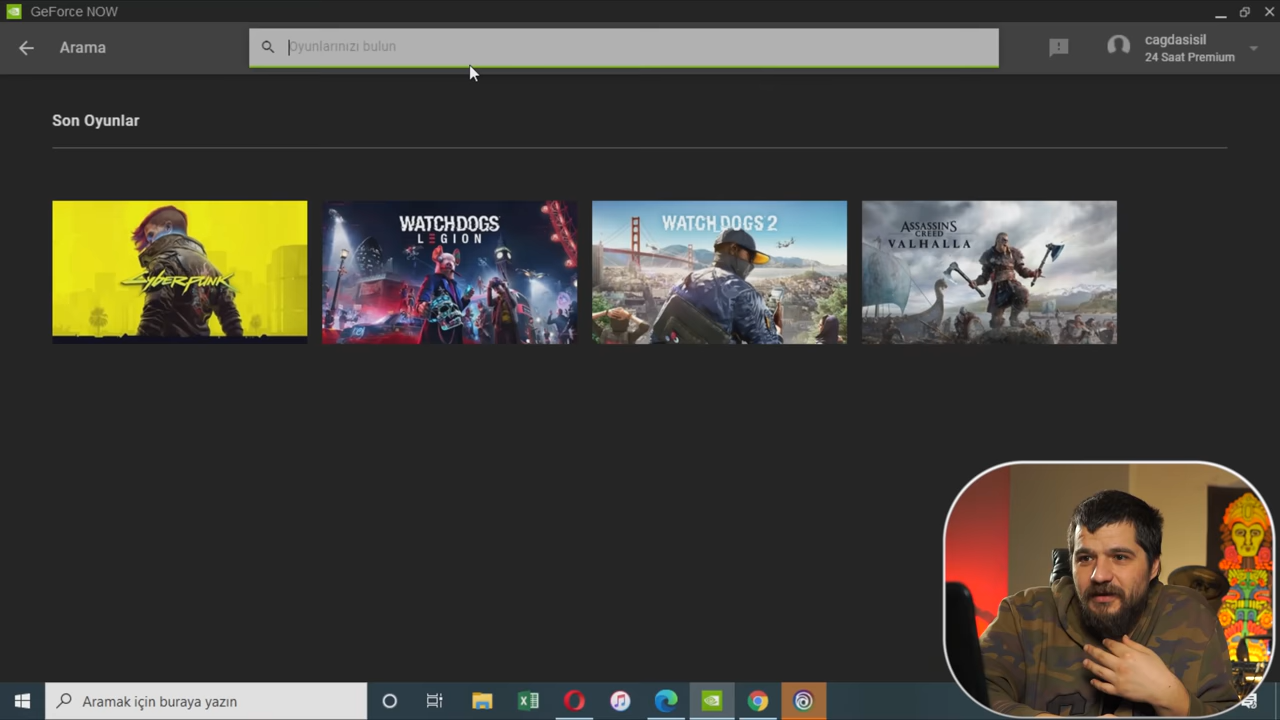 GeForce NOW
Arama
Oyunlarınızı bulun
cagdasisil
24 Saat Premium
Son Oyunlar
CYBERPUNK
WATCH DOGS
LEGION
WATCH DOGS 2
ASSASSIN'S
CREED
VALHALLA
Aramak için buraya yazın